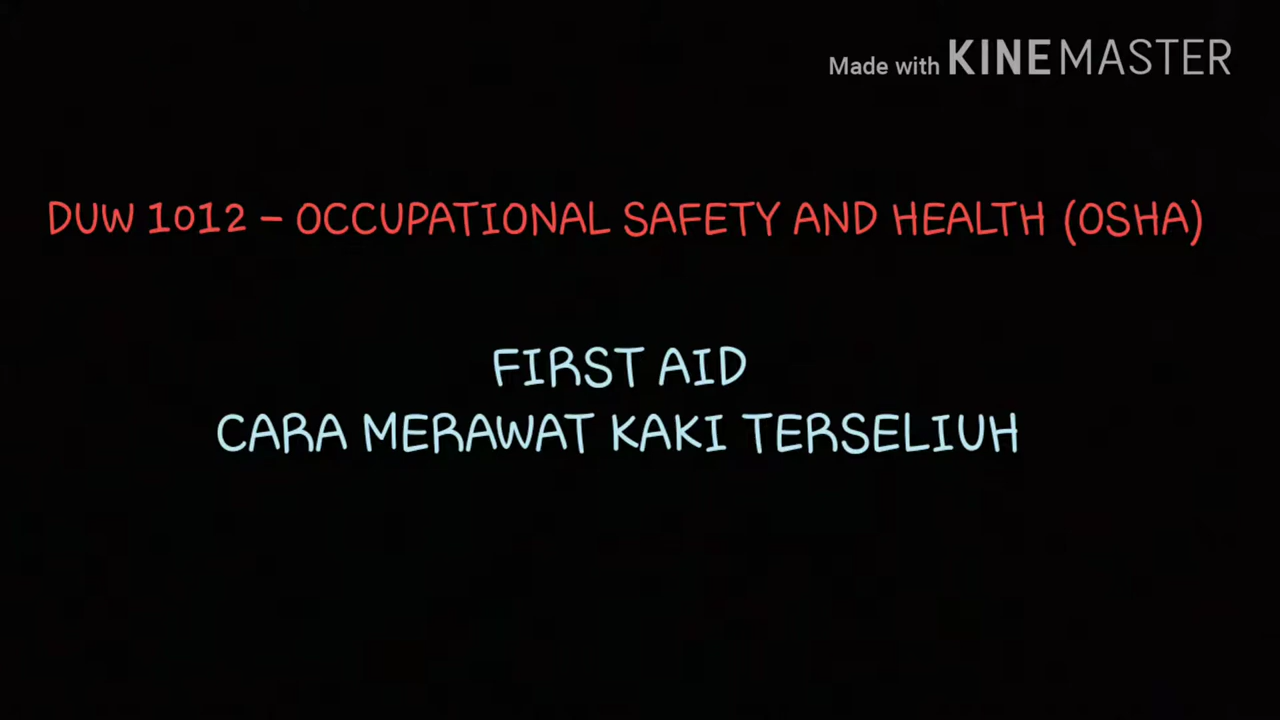 Made with KINEMASTER
DUW 1012 - OCCUPATIONAL SAFETY AND HEALTH (OSHA)
FIRST AID
CARA MERAWAT KAKI TERSELIUH